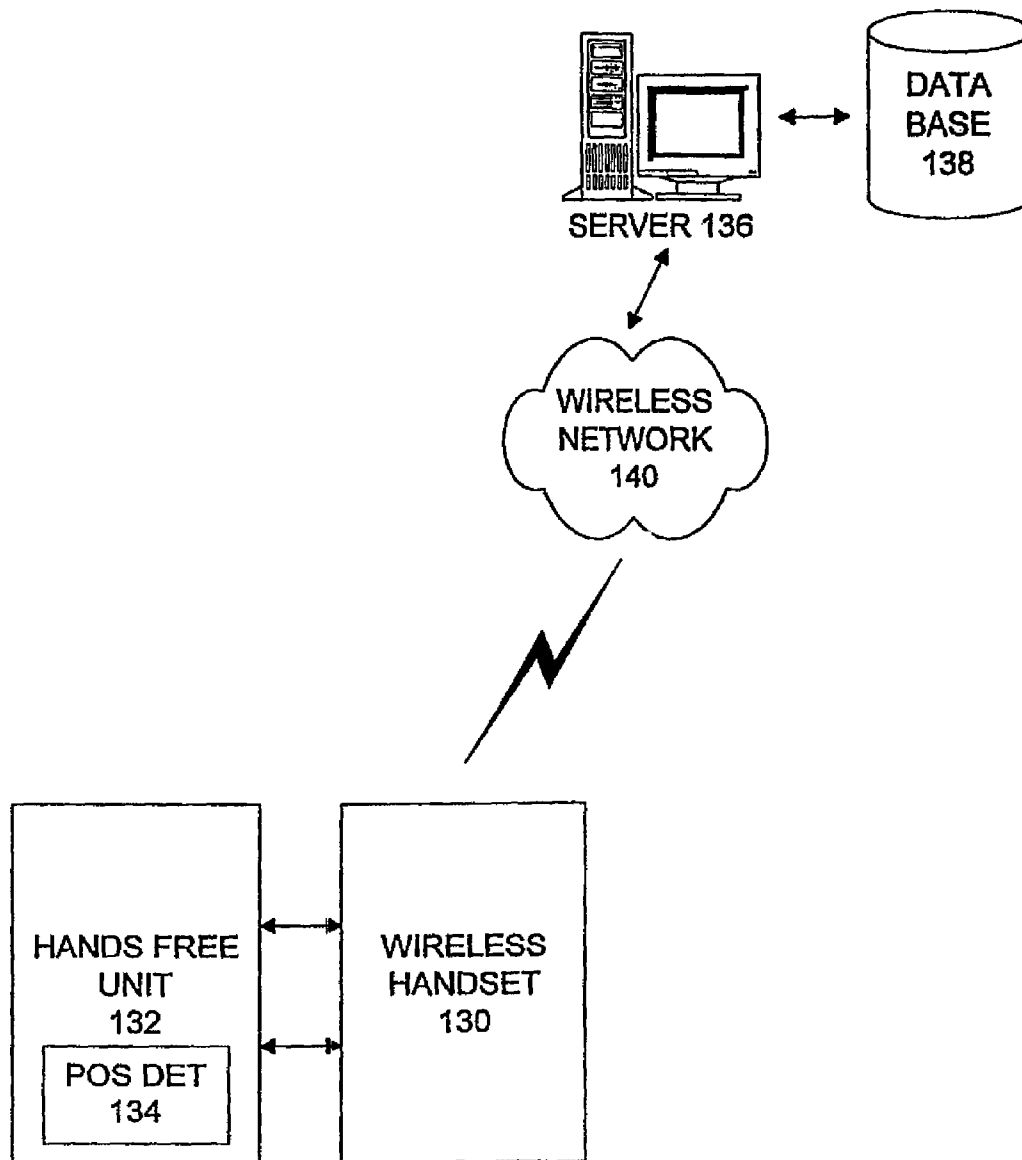 DATA
BASE
138
SERVER 136
WIRELESS
NETWORK
140
HANDS FREE
UNIT
132
POS DET
134
WIRELESS
HANDSET
130